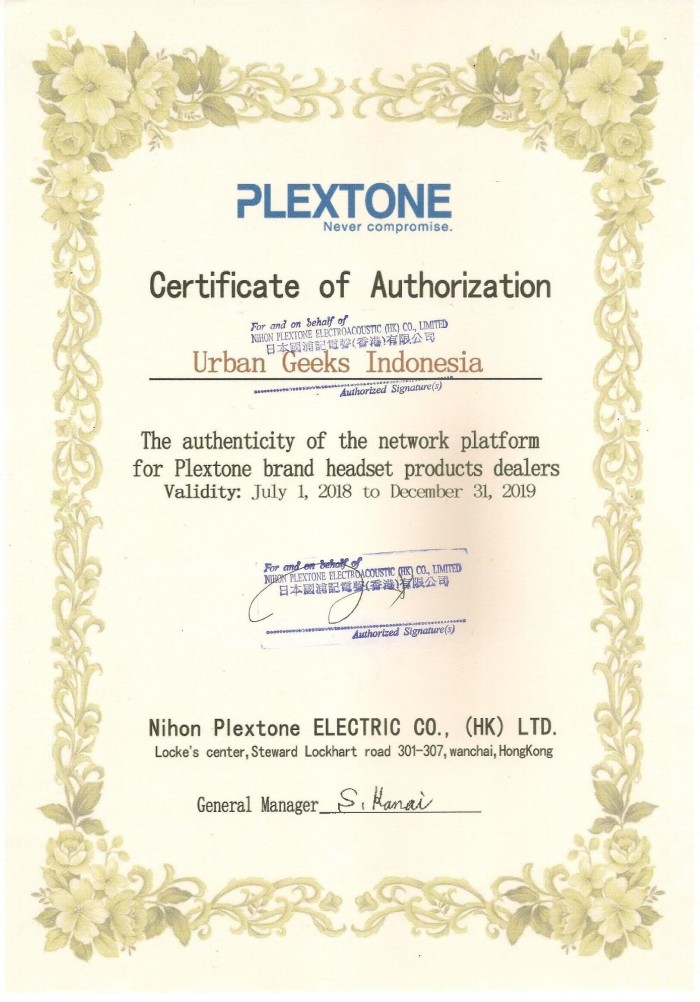 PLEXTONE
Never compromise.
Certificate of Authorization
For and on behalf of
NIHON PLEXTONE ELECTROACOUSTIC (HK) CO., LIMITED
日本國浦記電聲(香港)有限公司
Urban Geeks Indonesia
Authorized Signature(s)
The authenticity of the network platform
for Plextone brand headset products dealers
Validity: July 1, 2018 to December 31, 2019
For and on behalf of
NIHON PLEXTONE ELECTROACOUSTIC (HK) CO., LIMITED
日本國浦記電聲(香港)有限公司
Authorized Signature(s)
Nihon Plextone ELECTRIC CO., (HK) LTD.
Locke's center,Steward Lockhart road 301-307,wanchai,HongKong
General Manager S. Kanai